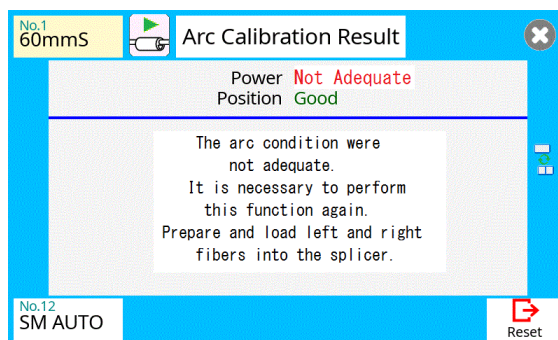 No.1
60mmS
Arc Calibration Result
Power Not Adequate
Position Good
The arc condition were
not adequate.
It is necessary to perform
this function again.
Prepare and load left and right
fibers into the splicer.
No.12
SM AUTO
Reset